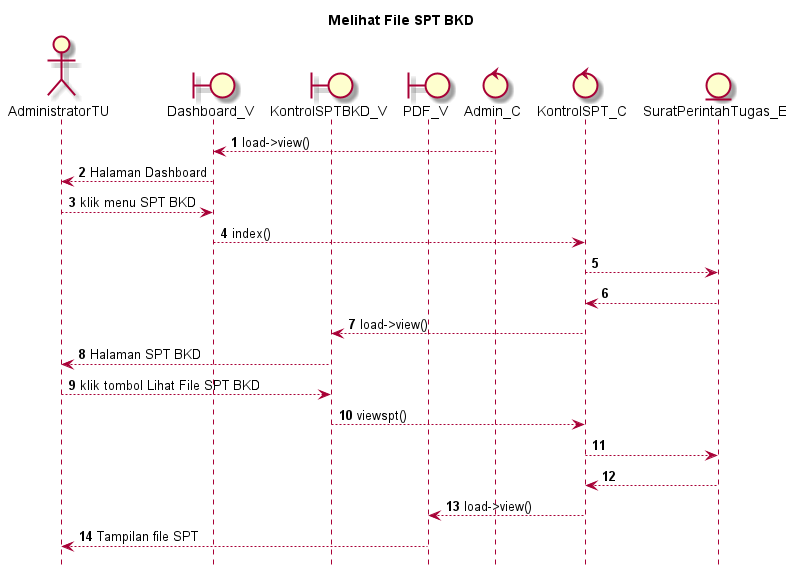 Melihat File SPT BKD
AdministratorTU
Dashboard_V
KontrolSPTBKD_V
PDF_V
Admin_C
KontrolSPT_C
SuratPerintahTugas_E
1 load->view()
2 Halaman Dashboard
3 klik menu SPT BKD
4 index()
5
6
7 load->view()
8 Halaman SPT BKD
9 klik tombol Lihat File SPT BKD
10 viewspt()
11
12
13 load->view()
14 Tampilan file SPT